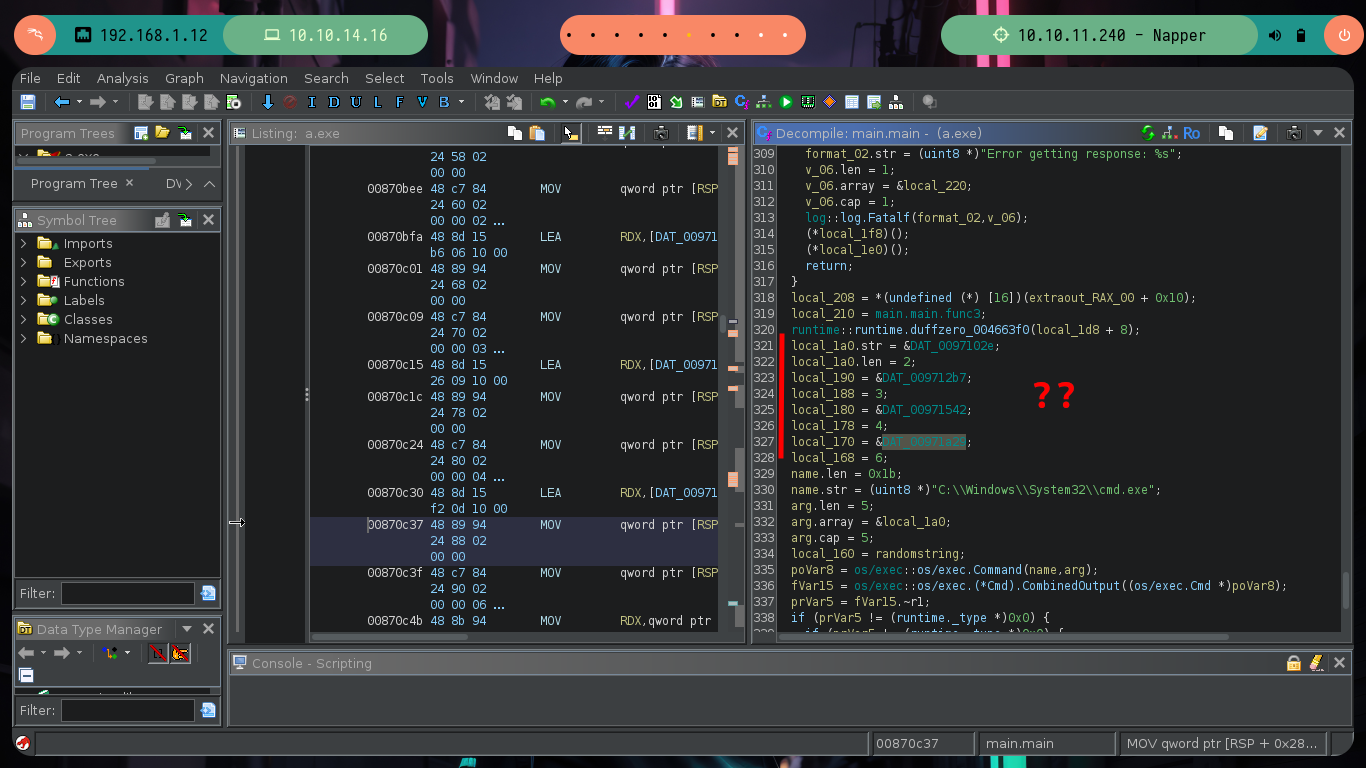 192.168.1.12
10.10.14.16
10.10.11.240 - Napper
File Edit Analysis Graph Navigation Search Select Tools Window Help
I D U L F V B
Program Trees
Program Tree
Symbol Tree
Imports
Exports
Functions
Labels
Classes
Namespaces
Filter:
Data Type Manager
Filter:
Listing: a.exe
24 58 02
00 00
00870bee 48 c7 84 MOV qword ptr [RSP
24 60 02
00 00 02 ...
00870bfa 48 8d 15 LEA RDX,[DAT_00971
b6 06 10 00
00870c01 48 89 94 MOV qword ptr [RSP
24 68 02
00 00
00870c09 48 c7 84 MOV qword ptr [RSP
24 70 02
00 00 03 ...
00870c15 48 8d 15 LEA RDX,[DAT_00971
26 09 10 00
00870c1c 48 89 94 MOV qword ptr [RSP
24 78 02
00 00
00870c24 48 c7 84 MOV qword ptr [RSP
24 80 02
00 00 04 ...
00870c30 48 8d 15 LEA RDX,[DAT_00971
f2 0d 10 00
00870c37 48 89 94 MOV qword ptr [RSP
24 88 02
00 00
00870c3f 48 c7 84 MOV qword ptr [RSP
24 90 02
00 00 06 ...
00870c4b 48 8b 94 MOV RDX,qword ptr
Decompile: main.main - (a.exe)
Ro
309 format_02.str = (uint8 *)"Error getting response: %s";
310 v_06.len = 1;
311 v_06.array = &local_220;
312 v_06.cap = 1;
313 log::log.Fatalf(format_02,v_06);
314 (*local_1f8)();
315 (*local_1e0)();
316 return;
317 }
318 local_208 = *(undefined (*) [16])(extraout_RAX_00 + 0x10);
319 local_210 = main.main.func3;
320 runtime::runtime.duffzero_004663f0(local_1d8 + 8);
321 local_1a0.str = &DAT_0097102e;
322 local_1a0.len = 2;
323 local_190 = &DAT_009712b7;
324 local_188 = 3;
325 local_180 = &DAT_00971542;
326 local_178 = 4;
327 local_170 = &DAT_00971a29;
328 local_168 = 6;
329 name.len = 0x1b;
330 name.str = (uint8 *)"C:\\Windows\\System32\\cmd.exe";
331 arg.len = 5;
332 arg.array = &local_1a0;
333 arg.cap = 5;
334 local_160 = randomstring;
335 poVar8 = os/exec::os/exec.Command(name,arg);
336 fVar15 = os/exec::os/exec.(*Cmd).CombinedOutput((os/exec.Cmd *)poVar8);
337 prVar5 = fVar15.~r1;
338 if (prVar5 != (runtime._type *)0x0) {
??
Console - Scripting
00870c37
main.main
MOV qword ptr [RSP + 0x28...